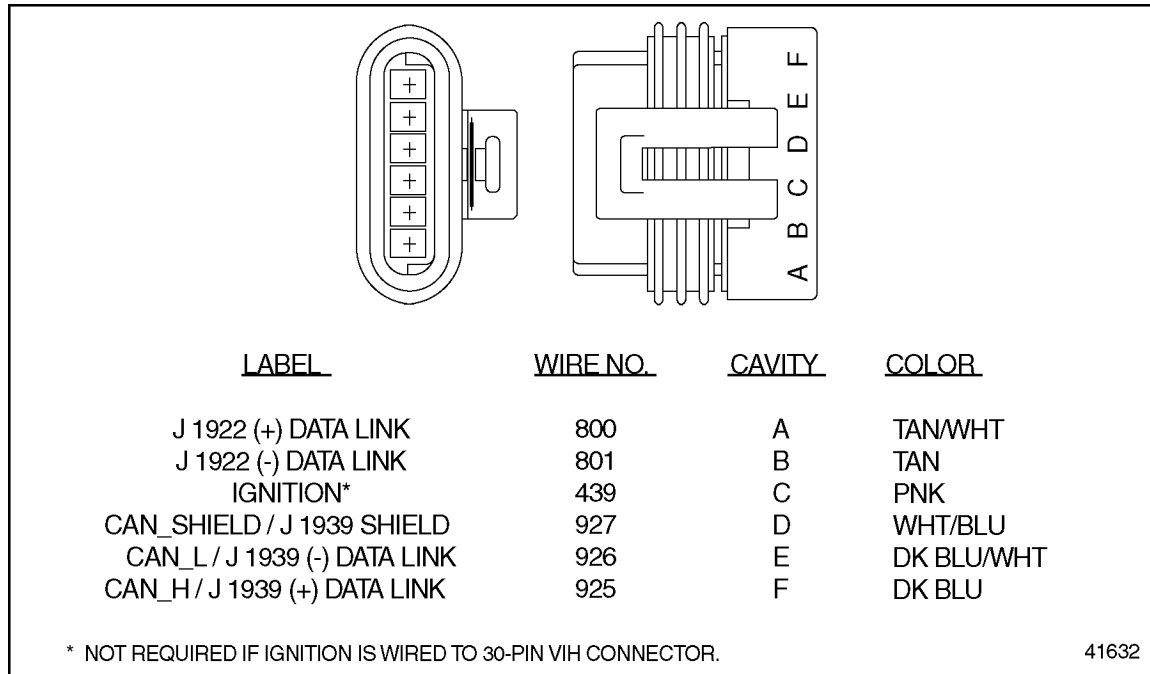 F
E
D
C
B
A
LABEL WIRE NO. CAVITY COLOR
J 1922 (+) DATA LINK 800 A TAN/WHT
J 1922 (-) DATA LINK 801 B TAN
IGNITION* 439 C PNK
CAN_SHIELD / J 1939 SHIELD 927 D WHT/BLU
CAN_L / J 1939 (-) DATA LINK 926 E DK BLU/WHT
CAN_H / J 1939 (+) DATA LINK 925 F DK BLU
* NOT REQUIRED IF IGNITION IS WIRED TO 30-PIN VIH CONNECTOR. 41632